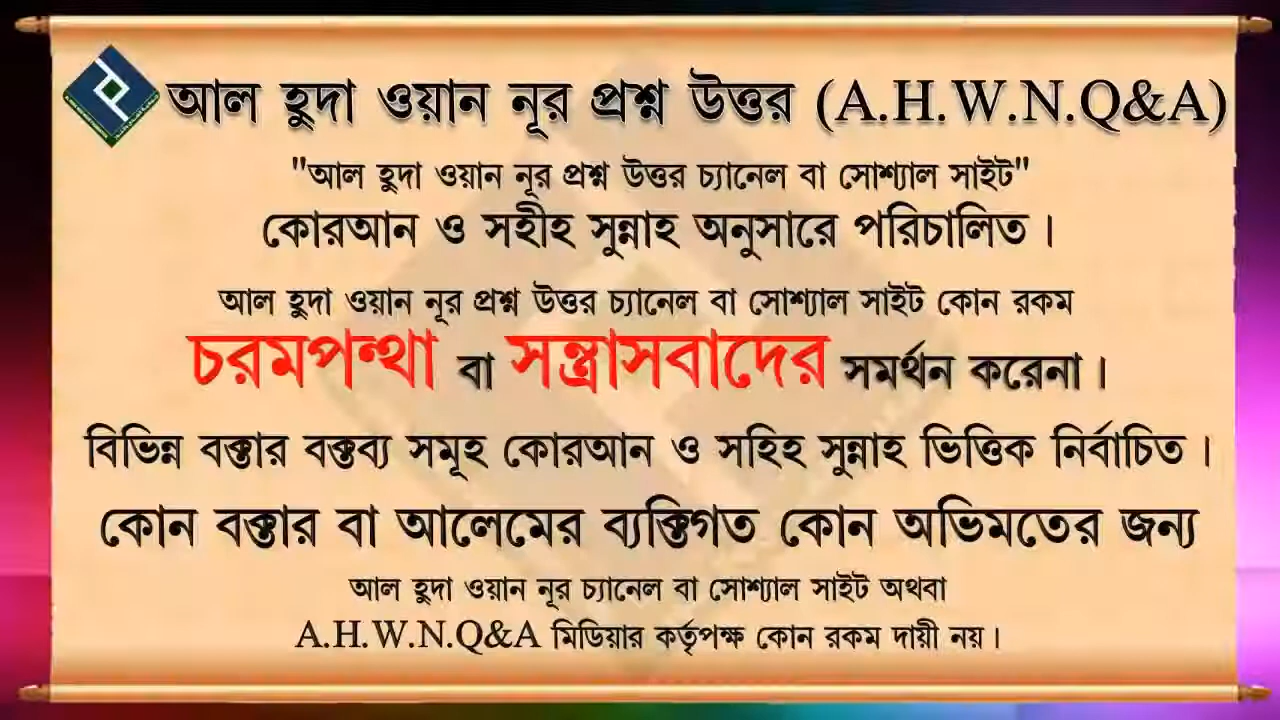 আল হুদা ওয়ান নূর প্রশ্ন উত্তর (A.H.W.N.Q&A)
"আল হুদা ওয়ান নূর প্রশ্ন উত্তর চ্যানেল বা সোশ্যাল সাইট"
কোরআন ও সহীহ সুন্নাহ অনুসারে পরিচালিত।
আল হুদা ওয়ান নূর প্রশ্ন উত্তর চ্যানেল বা সোশ্যাল সাইট কোন রকম
চরমপন্থা বা সন্ত্রাসবাদের সমর্থন করেনা।
বিভিন্ন বক্তার বক্তব্য সমূহ কোরআন ও সহিহ সুন্নাহ ভিত্তিক নির্বাচিত।
কোন বক্তার বা আলেমের ব্যক্তিগত কোন অভিমতের জন্য
আল হুদা ওয়ান নূর চ্যানেল বা সোশ্যাল সাইট অথবা
A.H.W.N.Q&A মিডিয়ার কর্তৃপক্ষ কোন রকম দায়ী নয়।